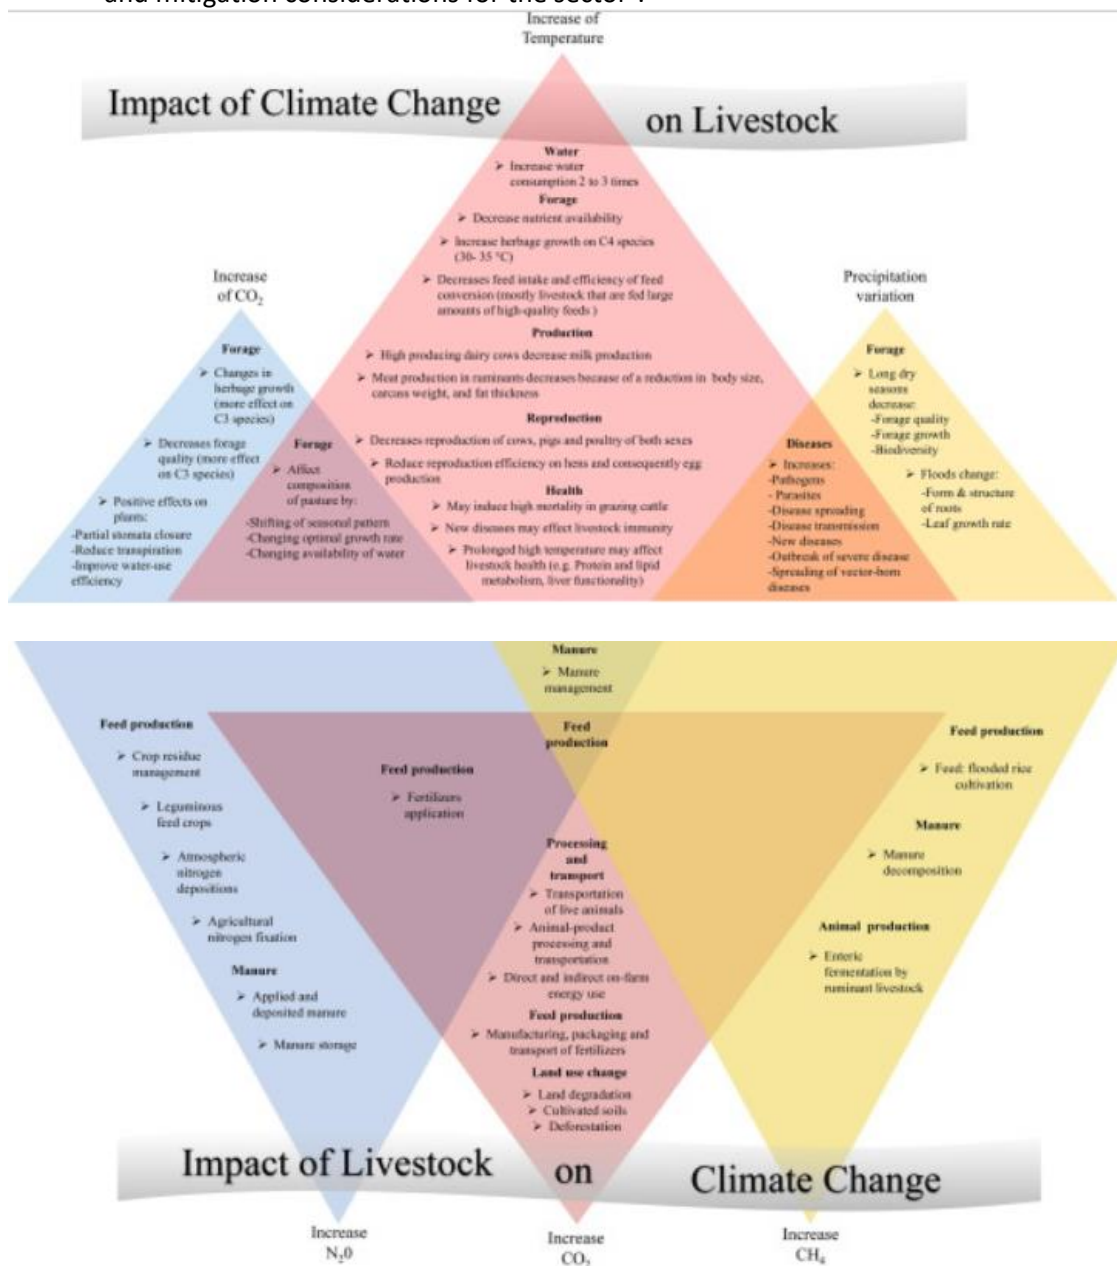 and mitigation considerations for the sector".
Increase of
Temperature
Impact of Climate Change
on Livestock
Water
➢ Increase water
consumption 2 to 3 times
Forage
➢ Decrease nutrient availability
➢ Increase herbage growth on C4 species
(30- 35 °C)
➢ Decreases feed intake and efficiency of feed
conversion (mostly livestock that are fed large
amounts of high-quality feeds )
Production
➢ High producing dairy cows decrease milk production
➢ Meat production in ruminants decreases because of a reduction in body size,
carcass weight, and fat thickness
Reproduction
➢ Decreases reproduction of cows, pigs and poultry of both sexes
➢ Reduce reproduction efficiency on hens and consequently egg
production
Health
➢ May induce high mortality in grazing cattle
➢ New diseases may effect livestock immunity
➢ Prolonged high temperature may affect
livestock health (e.g. Protein and lipid
metabolism, liver functionality)
Increase
of CO₂
Forage
➢ Changes in
herbage growth
(more effect on
C3 species)
➢ Decreases forage
quality (more effect
on C3 species)
➢ Positive effects on
plants:
-Partial stomata closure
-Reduce transpiration
-Improve water-use
efficiency
Forage
➢ Affect
composition
of pasture by:
-Shifting of seasonal pattern
-Changing optimal growth rate
-Changing availability of water
Precipitation
variation
Forage
➢ Long dry
seasons
decrease:
-Forage quality
-Forage growth
-Biodiversity
➢ Floods change:
-Form & structure
of roots
-Leaf growth rate
Diseases
➢ Increases:
-Pathogens
- Parasites
-Disease spreading
-Disease transmission
-New diseases
-Outbreak of severe disease
-Spreading of vector-born
diseases
Manure
➢ Manure
management
Feed production
➢ Crop residue
management
➢ Leguminous
feed crops
➢ Atmospheric
nitrogen
depositions
➢ Agricultural
nitrogen fixation
Manure
➢ Applied and
deposited manure
➢ Manure storage
Feed production
➢ Fertilizers
application
Feed
production
Processing
and
transport
➢ Transportation
of live animals
➢ Animal-product
processing and
transportation
➢ Direct and indirect on-farm
energy use
Feed production
➢ Manufacturing, packaging and
transport of fertilizers
Land use change
➢ Land degradation
➢ Cultivated soils
➢ Deforestation
Feed production
➢ Feed: flooded rice
cultivation
Manure
➢ Manure
decomposition
Animal production
➢ Enteric
fermentation by
ruminant livestock
Impact of Livestock
on
Climate Change
Increase
N₂0
Increase
CO₂
Increase
CH₄